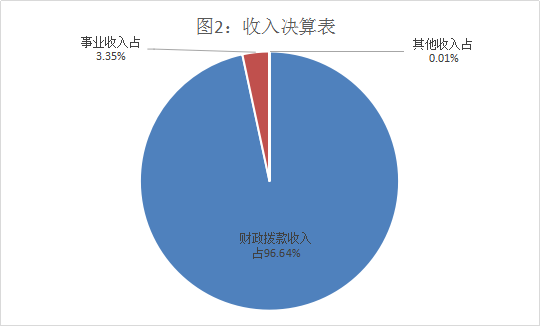 图2：收入决算表
事业收入占
3.35%
其他收入占
0.01%
财政拨款收入
占96.64%